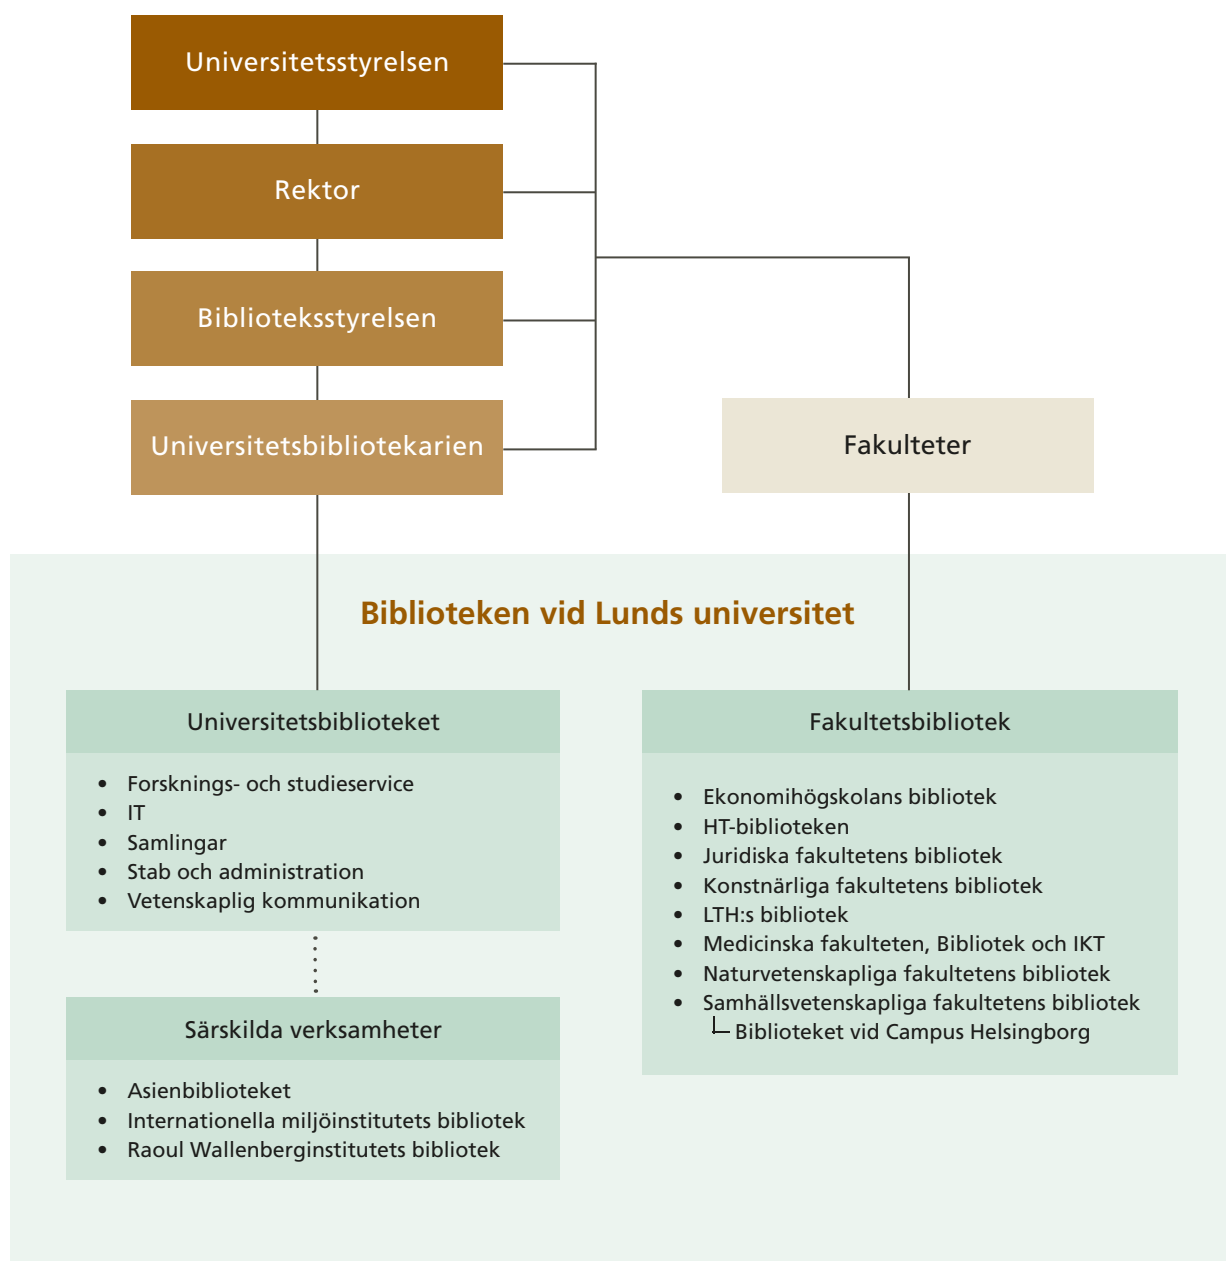 Universitetsstyrelsen
Rektor
Biblioteksstyrelsen
Universitetsbibliotekarien
Fakulteter
Biblioteken vid Lunds universitet
Universitetsbiblioteket
• Forsknings- och studieservice
• IT
• Samlingar
• Stab och administration
• Vetenskaplig kommunikation
Särskilda verksamheter
• Asienbiblioteket
• Internationella miljöinstitutets bibliotek
• Raoul Wallenberginstitutets bibliotek
Fakultetsbibliotek
• Ekonomihögskolans bibliotek
• HT-biblioteken
• Juridiska fakultetens bibliotek
• Konstnärliga fakultetens bibliotek
• LTH:s bibliotek
• Medicinska fakulteten, Bibliotek och IKT
• Naturvetenskapliga fakultetens bibliotek
• Samhällsvetenskapliga fakultetens bibliotek
Biblioteket vid Campus Helsingborg